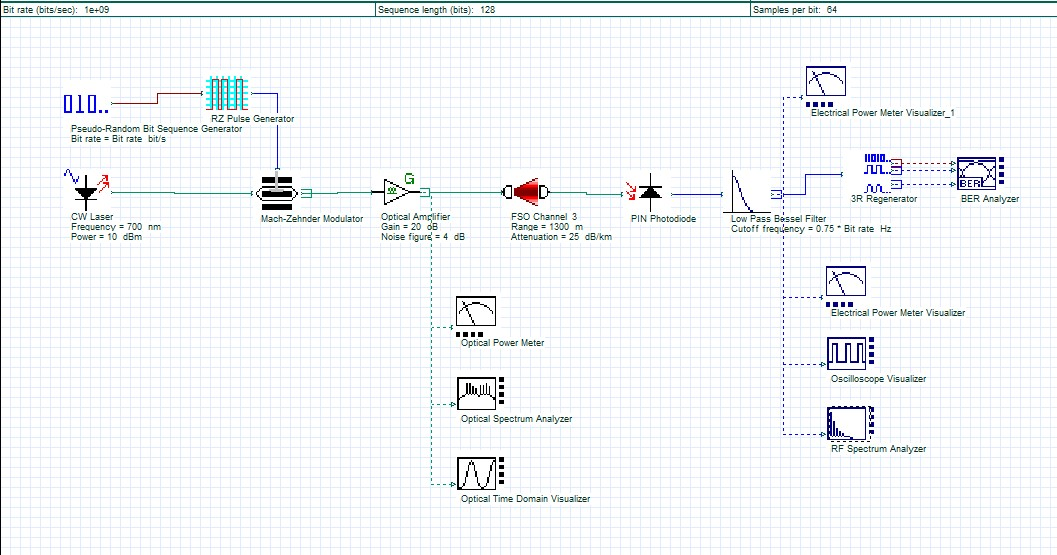 Bit rate (bits/sec): 1e+09
Sequence length (bits): 128
Samples per bit: 64
010..
RZ Pulse Generator
Pseudo-Random Bit Sequence Generator
Bit rate = Bit rate bit/s
Electrical Power Meter Visualizer_1
CW Laser
Frequency = 700 nm
Power = 10 dBm
Mach-Zehnder Modulator
G
Optical Amplifier
Gain = 20 dB
Noise figure = 4 dB
FSO Channel 3
Range = 1300 m
Attenuation = 25 dB/km
PIN Photodiode
Low Pass Bessel Filter
Cutoff frequency = 0.75 * Bit rate Hz
3R Regenerator
BER
BER Analyzer
Optical Power Meter
Optical Spectrum Analyzer
Optical Time Domain Visualizer
Electrical Power Meter Visualizer
Oscilloscope Visualizer
RF Spectrum Analyzer